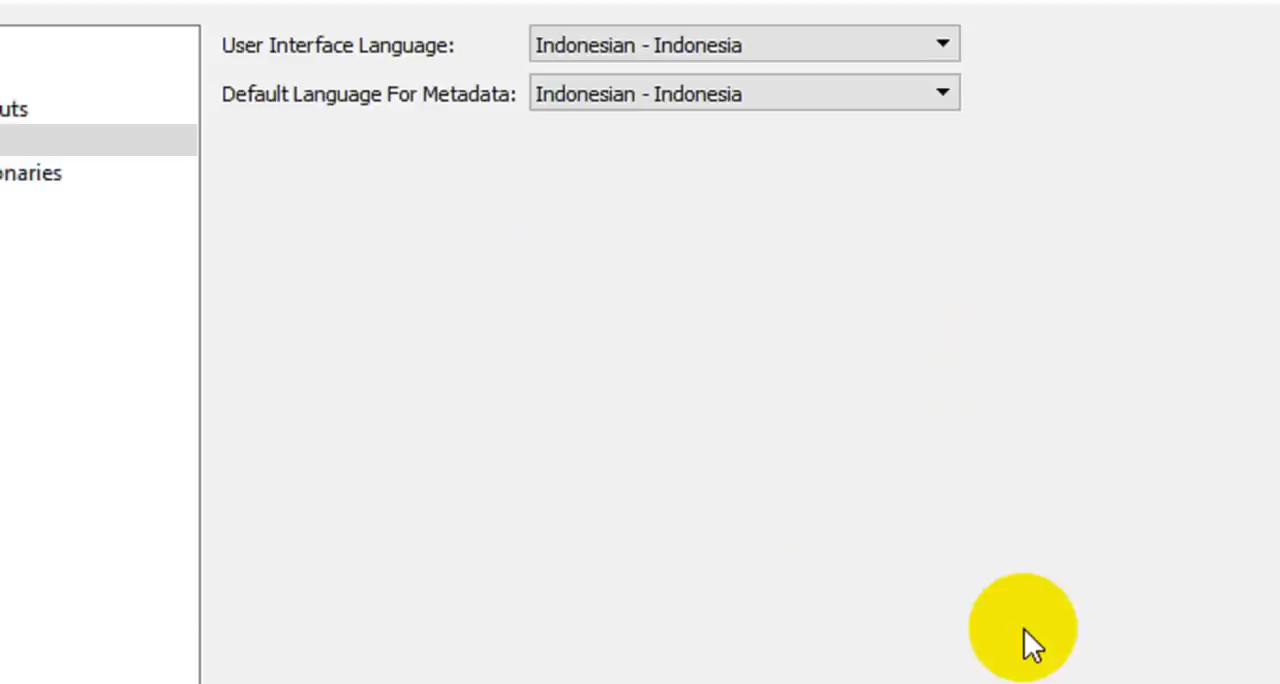 User Interface Language: Indonesian - Indonesia
Default Language For Metadata: Indonesian - Indonesia
uts
onaries